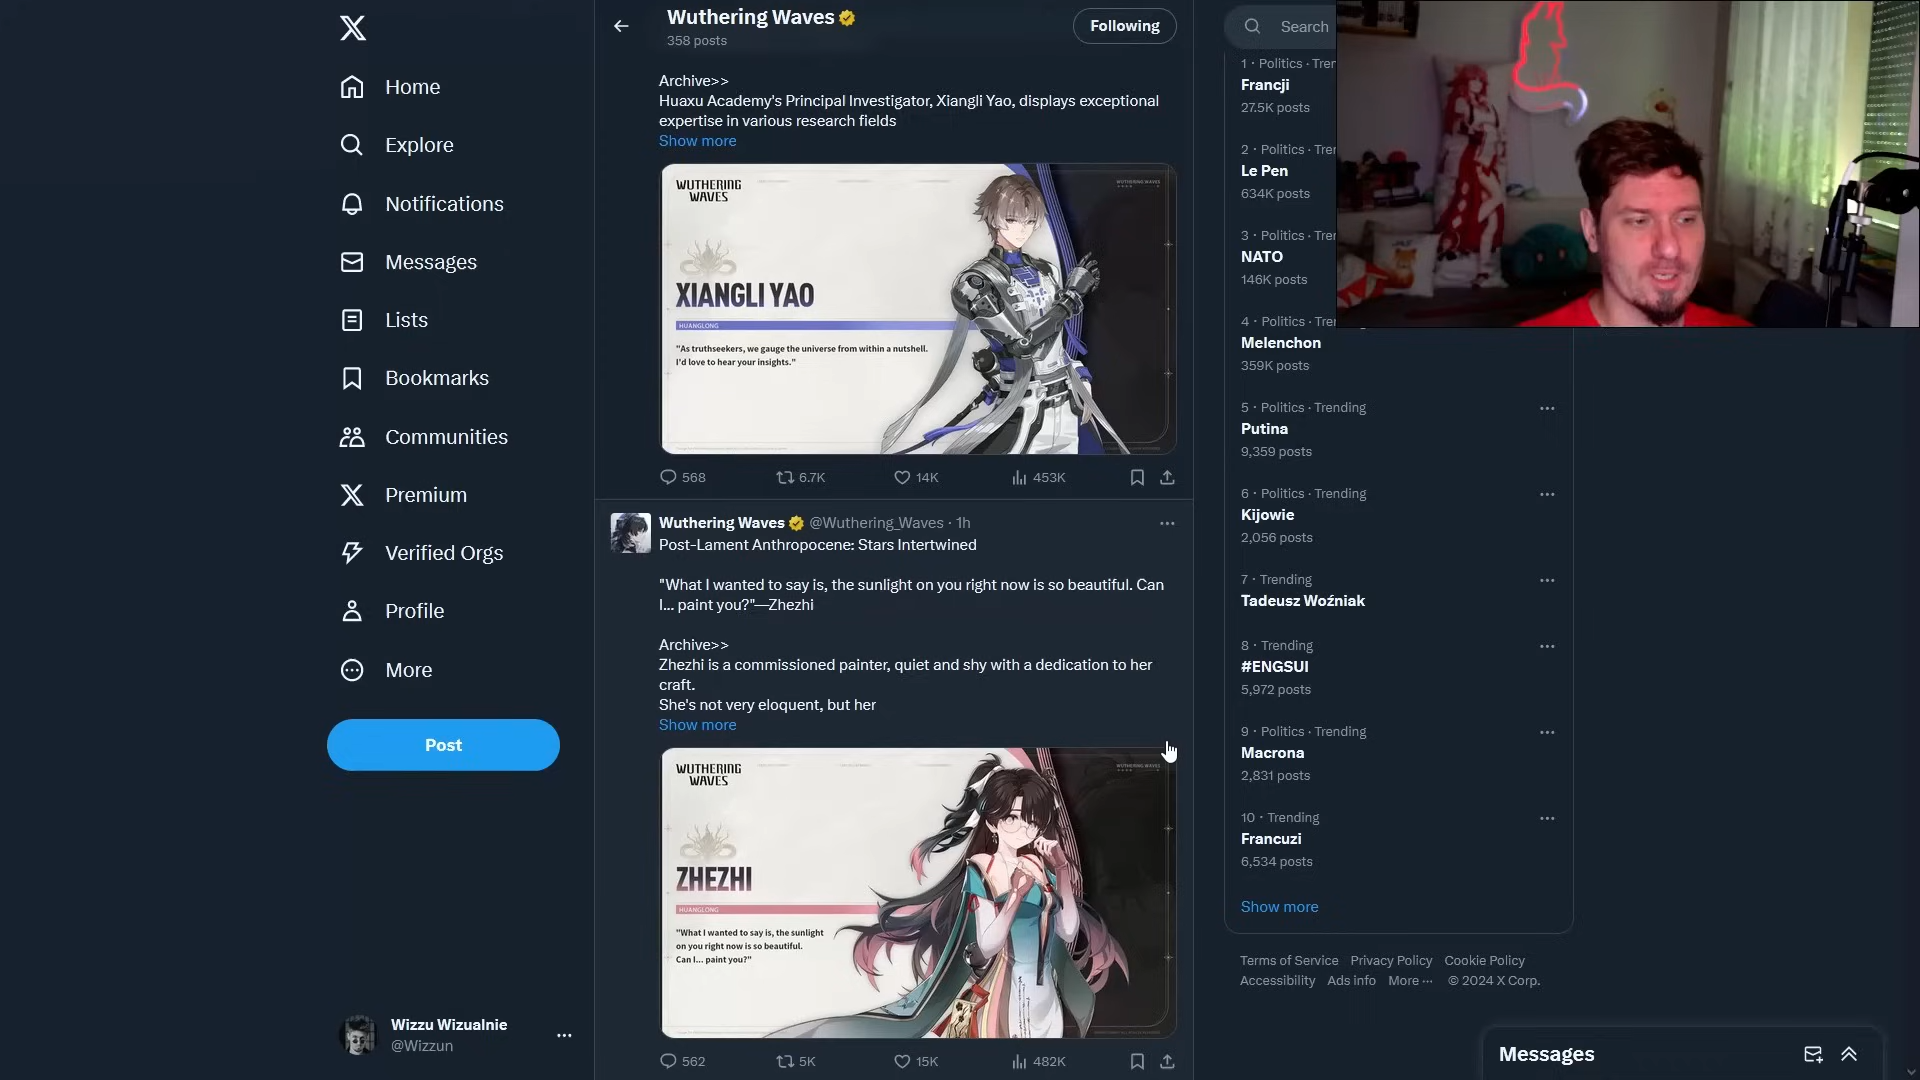 Home
Explore
Notifications
Messages
Lists
Bookmarks
Communities
Premium
Verified Orgs
Profile
More
Post
Wizzu Wizualnie
@Wizzun
Wuthering Waves
358 posts
Following
Archive>>
Huaxu Academy's Principal Investigator, Xiangli Yao, displays exceptional
expertise in various research fields
Show more
WUTHERING
WAVES
XIANGLI YAO
HUANGLONG
"As truthseekers, we gauge the universe from within a nutshell.
I'd love to hear your insights."
568
6.7K
14K
453K
Wuthering Waves @Wuthering_Waves · 1h
Post-Lament Anthropocene: Stars Intertwined
"What I wanted to say is, the sunlight on you right now is so beautiful. Can
I... paint you?"—Zhezhi
Archive>>
Zhezhi is a commissioned painter, quiet and shy with a dedication to her
craft.
She's not very eloquent, but her
Show more
WUTHERING
WAVES
ZHEZHI
HUANGLONG
"What I wanted to say is, the sunlight
on you right now is so beautiful.
Can I... paint you?"
562
5K
15K
482K
Search
1 · Politics · Tren
Francji
27.5K posts
2 · Politics · Tren
Le Pen
634K posts
3 · Politics · Tren
NATO
146K posts
4 · Politics · Tren
Melenchon
359K posts
5 · Politics · Trending
Putina
9,359 posts
6 · Politics · Trending
Kijowie
2,056 posts
7 · Trending
Tadeusz Woźniak
8 · Trending
#ENGSUI
5,972 posts
9 · Politics · Trending
Macrona
2,831 posts
10 · Trending
Francuzi
6,534 posts
Show more
Terms of Service Privacy Policy Cookie Policy
Accessibility Ads info More ··· © 2024 X Corp.
Messages